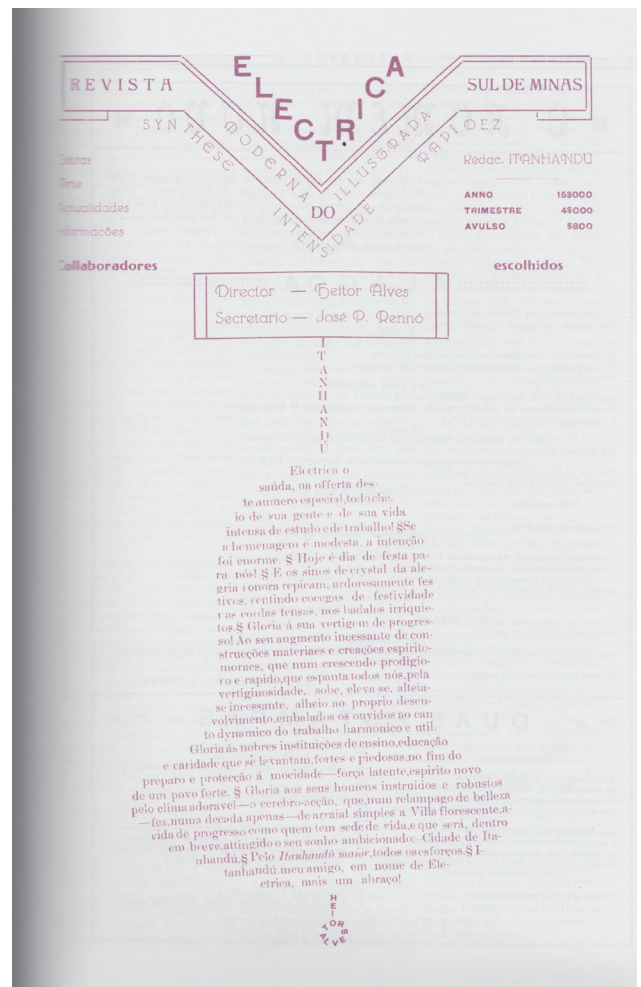 REVISTA
ELECTRICA
SUL DE MINAS
SYNTHESE MODERNA ILLUSGRADA RAPIDEZ
DO
INTENSIDADE
Redac. ITANHANDÚ
ANNO 15$000
Actualidades
TRIMESTRE 4$000
Informacões
AVULSO $800
Collaboradores escolhidos
Director — Heitor Alves
Secretario — José P. Rennó
ITANHANDÚ
Electrica o
saúda, na offerta des-
te numero especial, todo che,
io de sua gente e de sua vida
intensa de estudo e de trabalho! §Se
a homenagem é modesta, a intenção
foi enorme. § Hoje é dia de festa pa-
ra nós! § E os sinos de crystal da ale-
gria sonora repicam, ardorosamente fes
tivos, sentindo cocegas de festividade
nas cordas tensas, nos badalos irriquie-
tos.§ Gloria á sua vertigem de progres-
so! Ao seu augmento incessante de con-
strucções materiaes e creações espirito-
moraes, que num crescendo prodigio-
so e rapido, que espanta todos nós, pela
vertiginosidade, sobe, eleva-se, alteia-
se incessante, alheio ao proprio desen-
volvimento, embalados os ouvidos ao can
to dynamico do trabalho harmonico e util.
Gloria ás nobres instituições de ensino, educação
e caridade que se levantam, fortes e piedosas, no fim do
preparo e protecção á mocidade—força latente, espirito novo
de um povo forte. § Gloria aos seus homens instruidos e robustos
pelo clima adoravel—o cerebro-acção, que, num relampago de belleza
—fez, numa decada apenas—de arraial simples a Villa florescente, a-
vida de progresso como quem tem sede de vida, e que será, dentro
em breve, attingido o seu sonho ambicionado: Cidade de Ita-
nhandú.§ Pelo Itanhandú maior, todos os esforços.§ I-
tanhandú, meu amigo, em nome de Ele-
ctrica, mais um abraço!
HEITOR ALVES